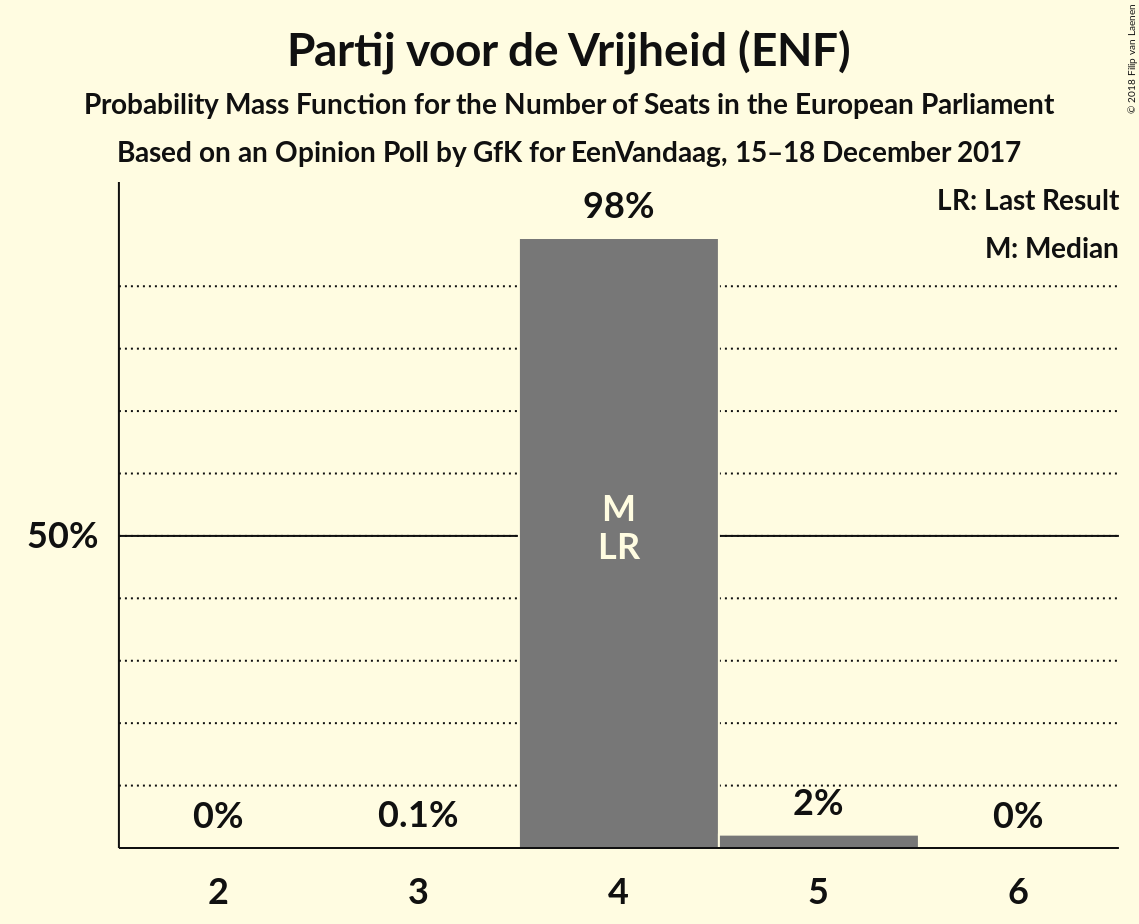 Partij voor de Vrijheid (ENF)
Probability Mass Function for the Number of Seats in the European Parliament
Based on an Opinion Poll by GfK for EenVandaag, 15–18 December 2017
© 2018 Filip van Laenen
LR: Last Result
M: Median
98%
50%
M
LR
0%
0.1%
2%
0%
2
3
4
5
6